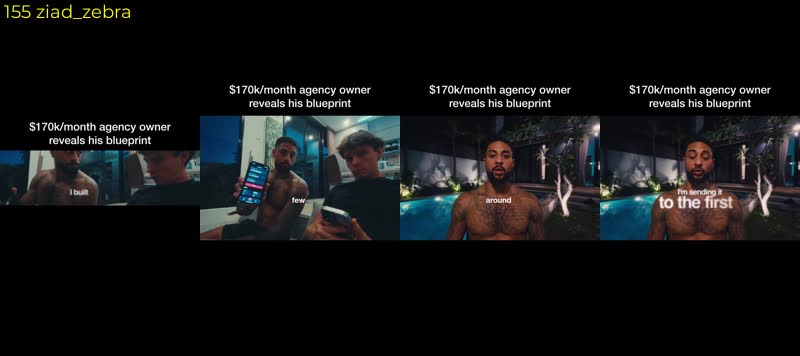 155 ziad_zebra
$170k/month agency owner
reveals his blueprint
I built
$170k/month agency owner
reveals his blueprint
few
$170k/month agency owner
reveals his blueprint
around
$170k/month agency owner
reveals his blueprint
I'm sending it
to the first